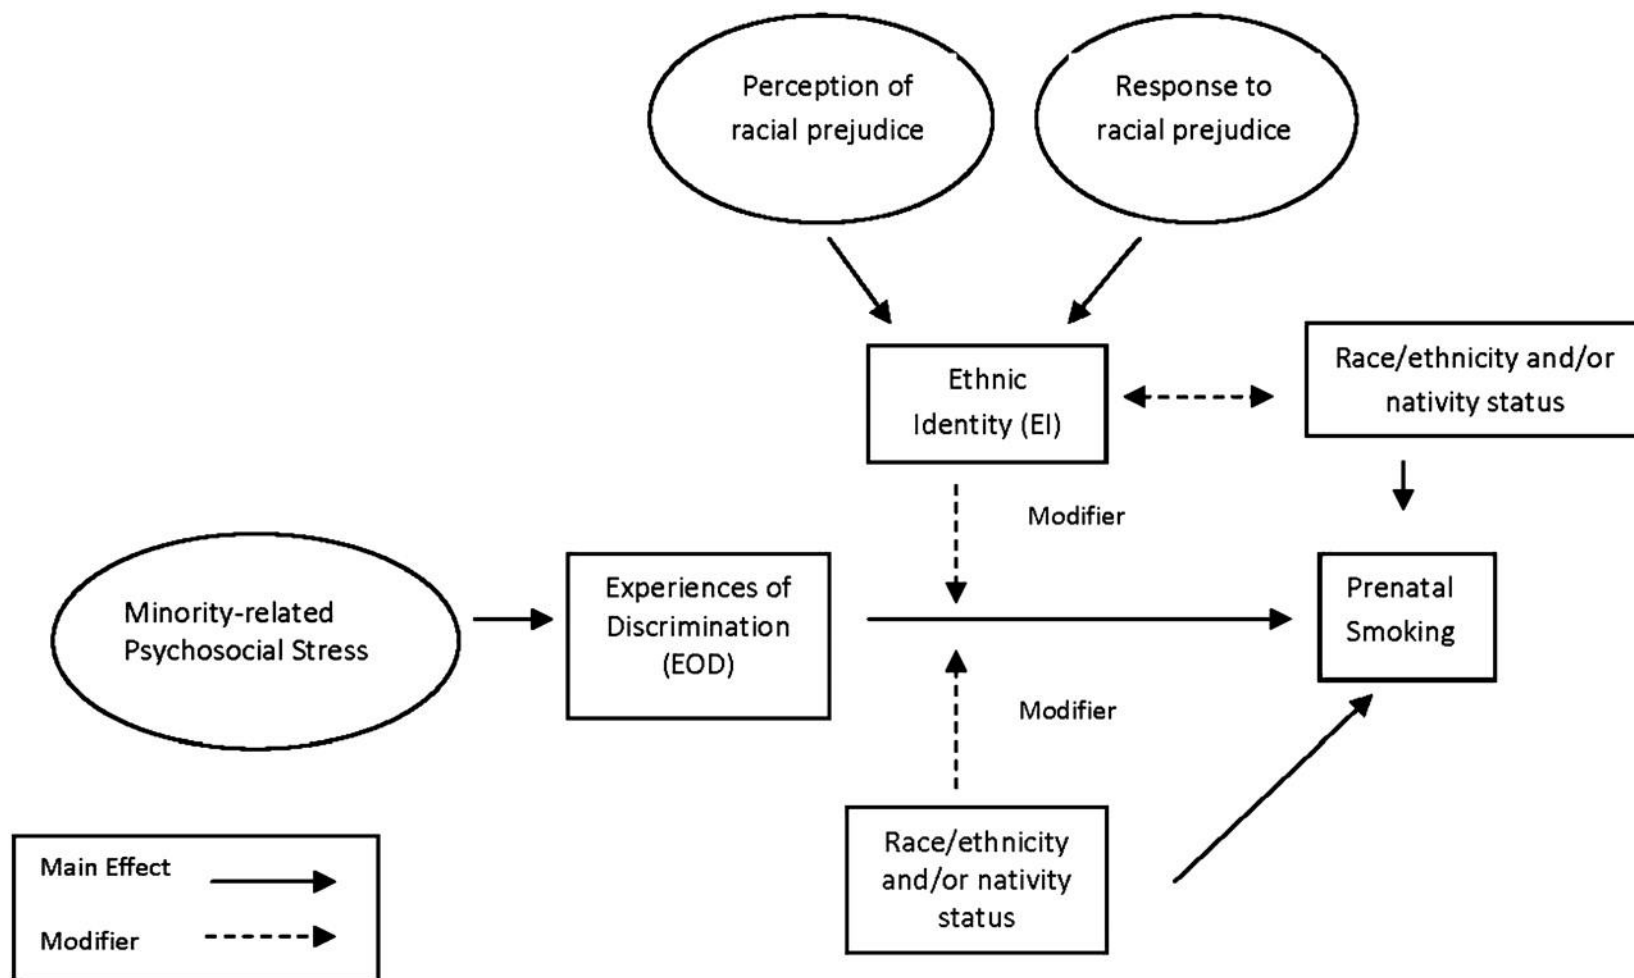 Perception of
racial prejudice
Response to
racial prejudice
Ethnic
Identity (EI)
Race/ethnicity and/or
nativity status
Modifier
Minority-related
Psychosocial Stress
Experiences of
Discrimination
(EOD)
Prenatal
Smoking
Modifier
Race/ethnicity
and/or nativity
status
Main Effect
Modifier